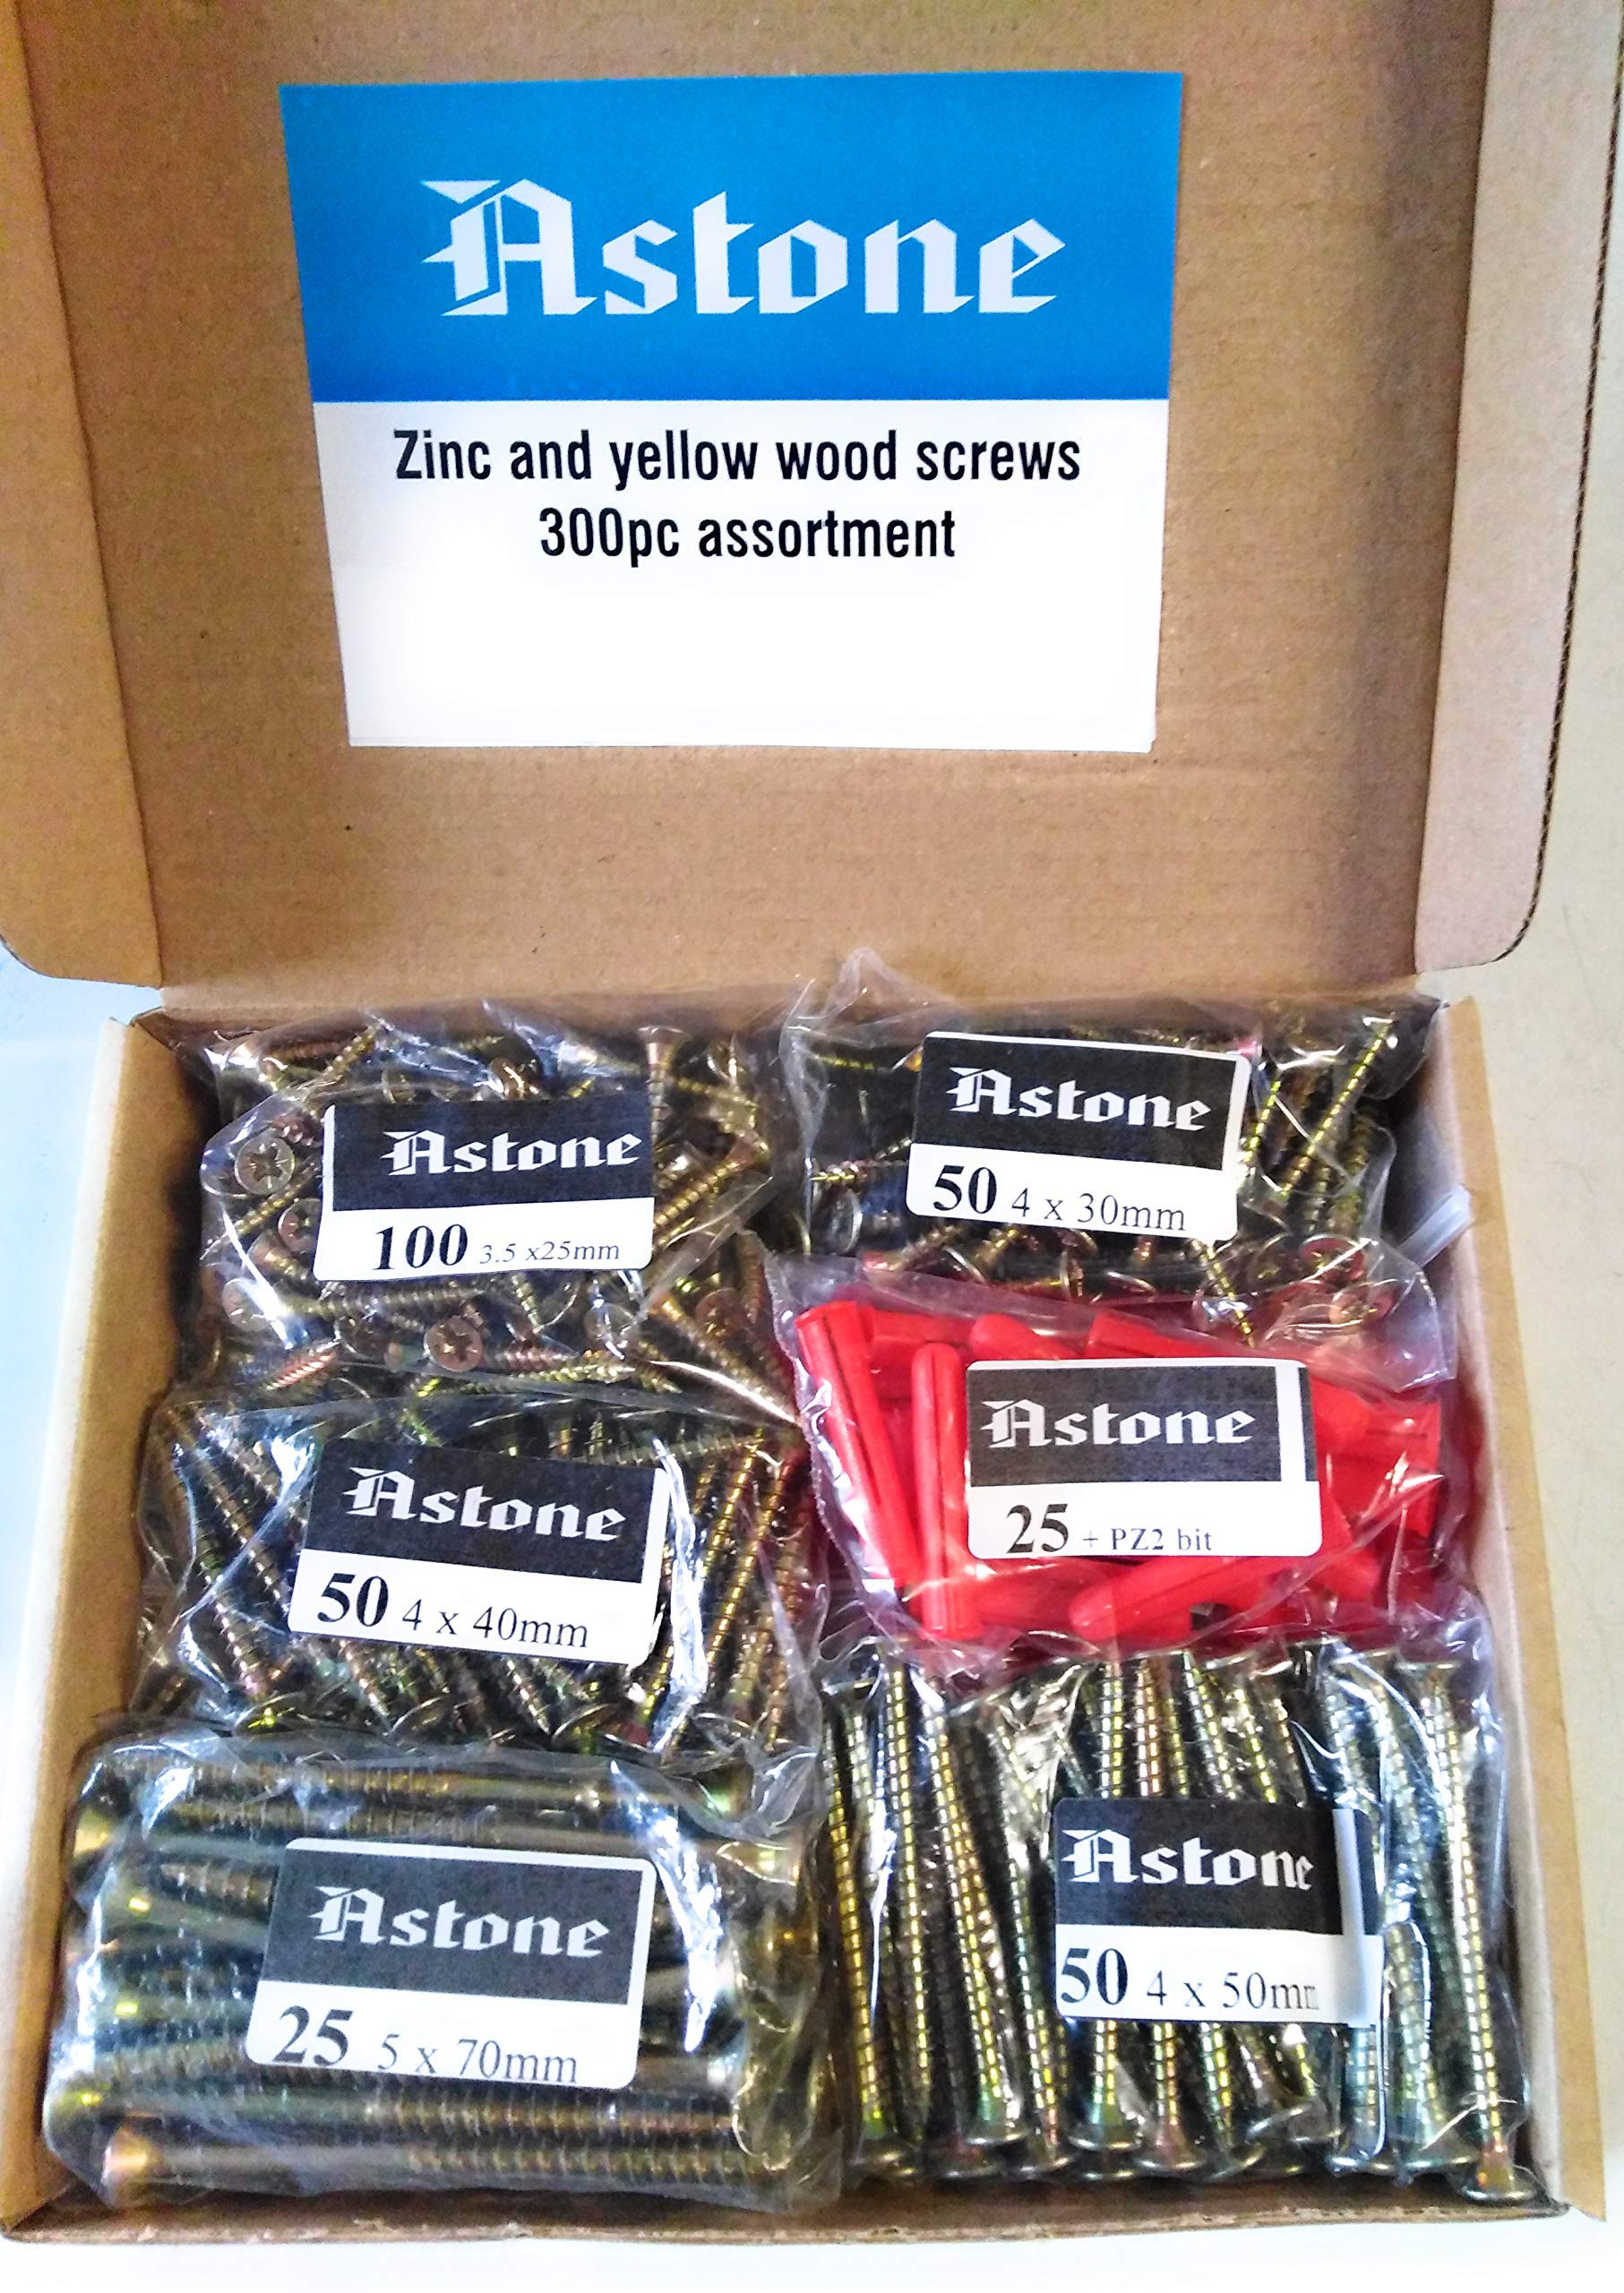 Astone
Zinc and yellow wood screws
300pc assortment
Astone
100 3.5 x25mm
Astone
50 4 x 30mm
Astone
50 4 x 40mm
Astone
25 + PZ2 bit
Astone
25 5 x 70mm
Astone
50 4 x 50mm